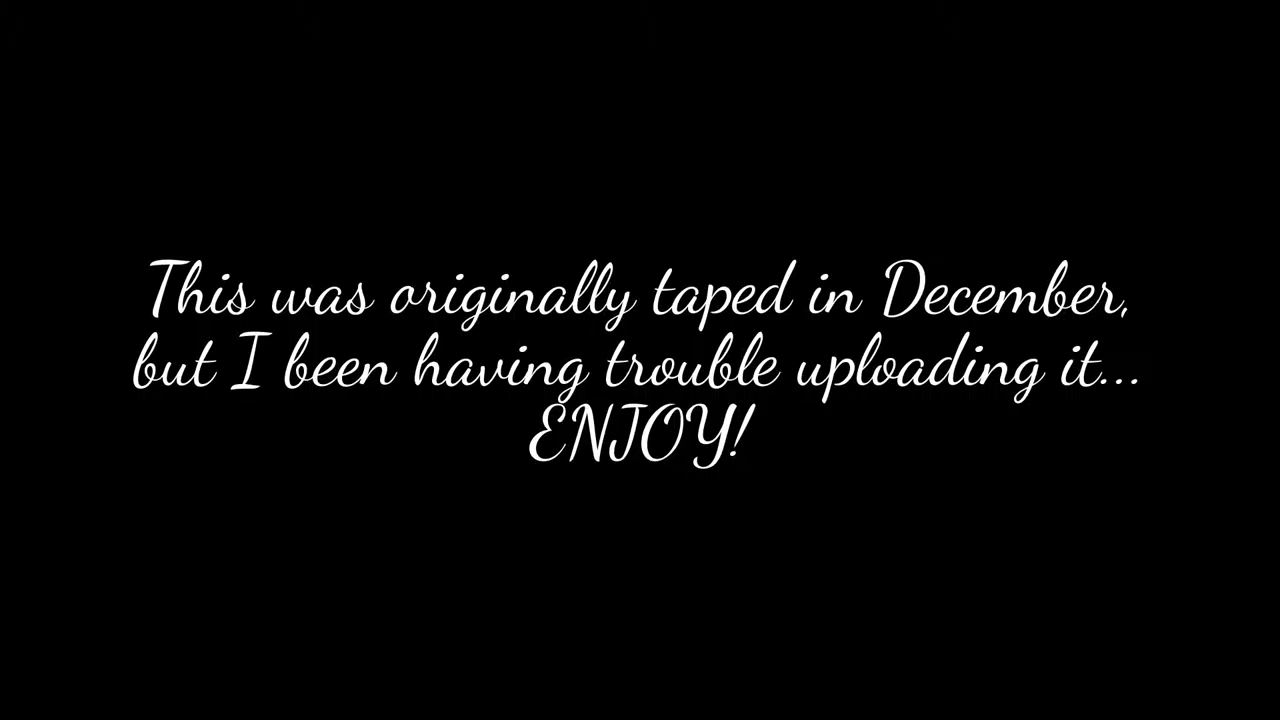 This was originally taped in December,
but I been having trouble uploading it...
ENJOY!